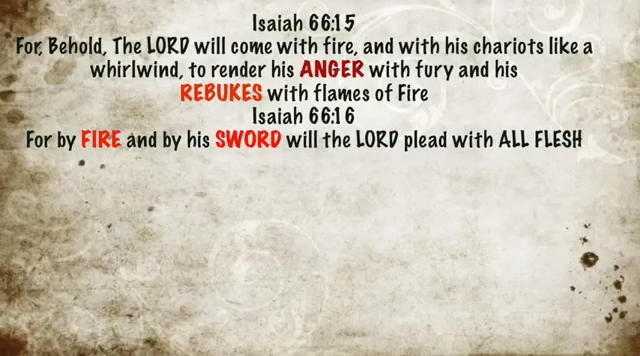 Isaiah 66:15
For, Behold, The LORD will come with fire, and with his chariots like a
whirlwind, to render his ANGER with fury and his
REBUKES with flames of Fire
Isaiah 66:16
For by FIRE and by his SWORD will the LORD plead with ALL FLESH